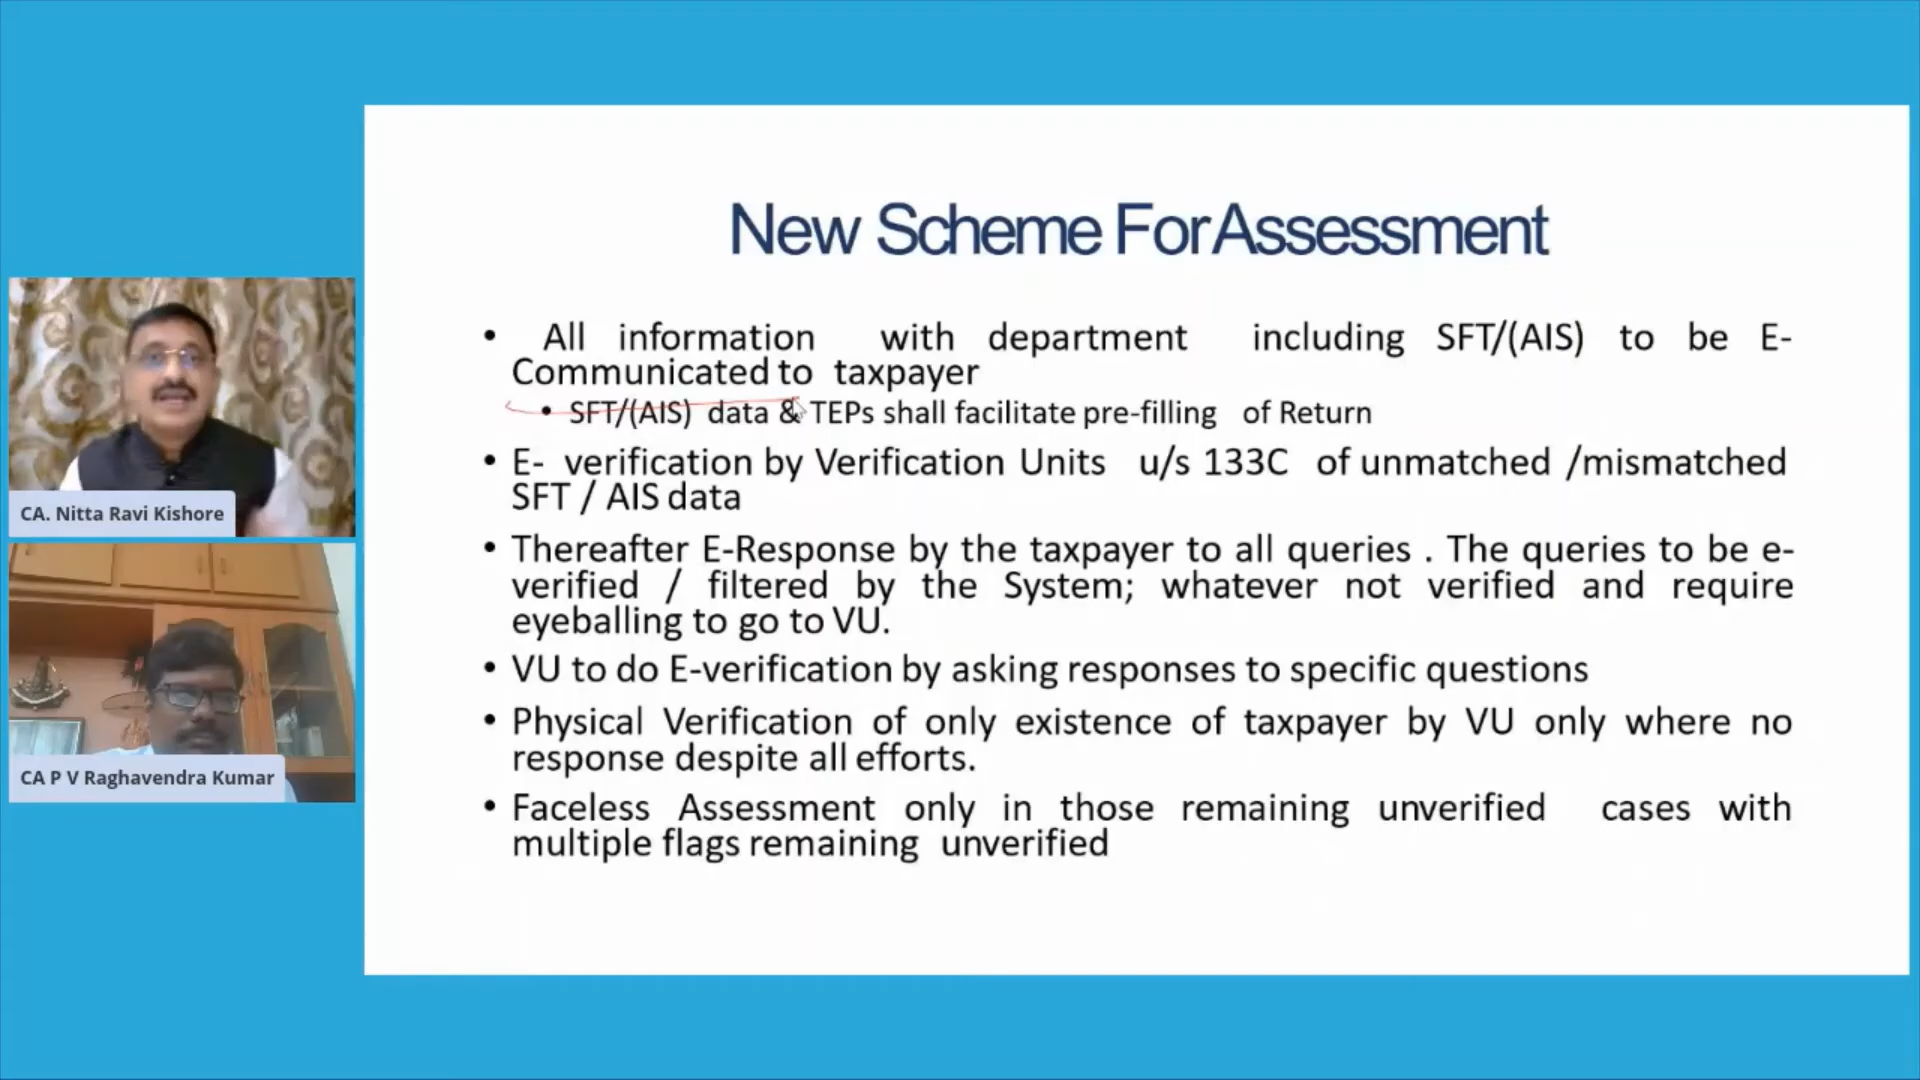 New Scheme For Assessment
• All information with department including SFT/(AIS) to be E-
Communicated to taxpayer
• SFT/(AIS) data & TEPs shall facilitate pre-filling of Return
• E- verification by Verification Units u/s 133C of unmatched /mismatched
SFT / AIS data
• Thereafter E-Response by the taxpayer to all queries . The queries to be e-
verified / filtered by the System; whatever not verified and require
eyeballing to go to VU.
• VU to do E-verification by asking responses to specific questions
• Physical Verification of only existence of taxpayer by VU only where no
response despite all efforts.
• Faceless Assessment only in those remaining unverified cases with
multiple flags remaining unverified
CA. Nitta Ravi Kishore
CA P V Raghavendra Kumar